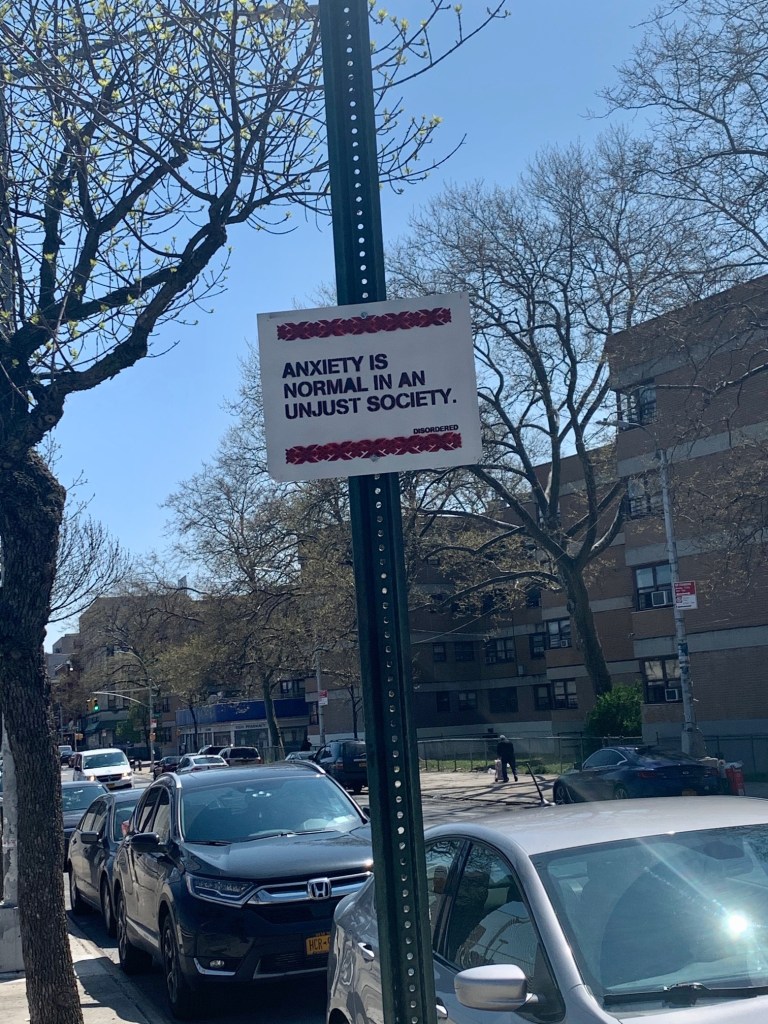 ANXIETY IS
NORMAL IN AN
UNJUST SOCIETY.
DISORDERED